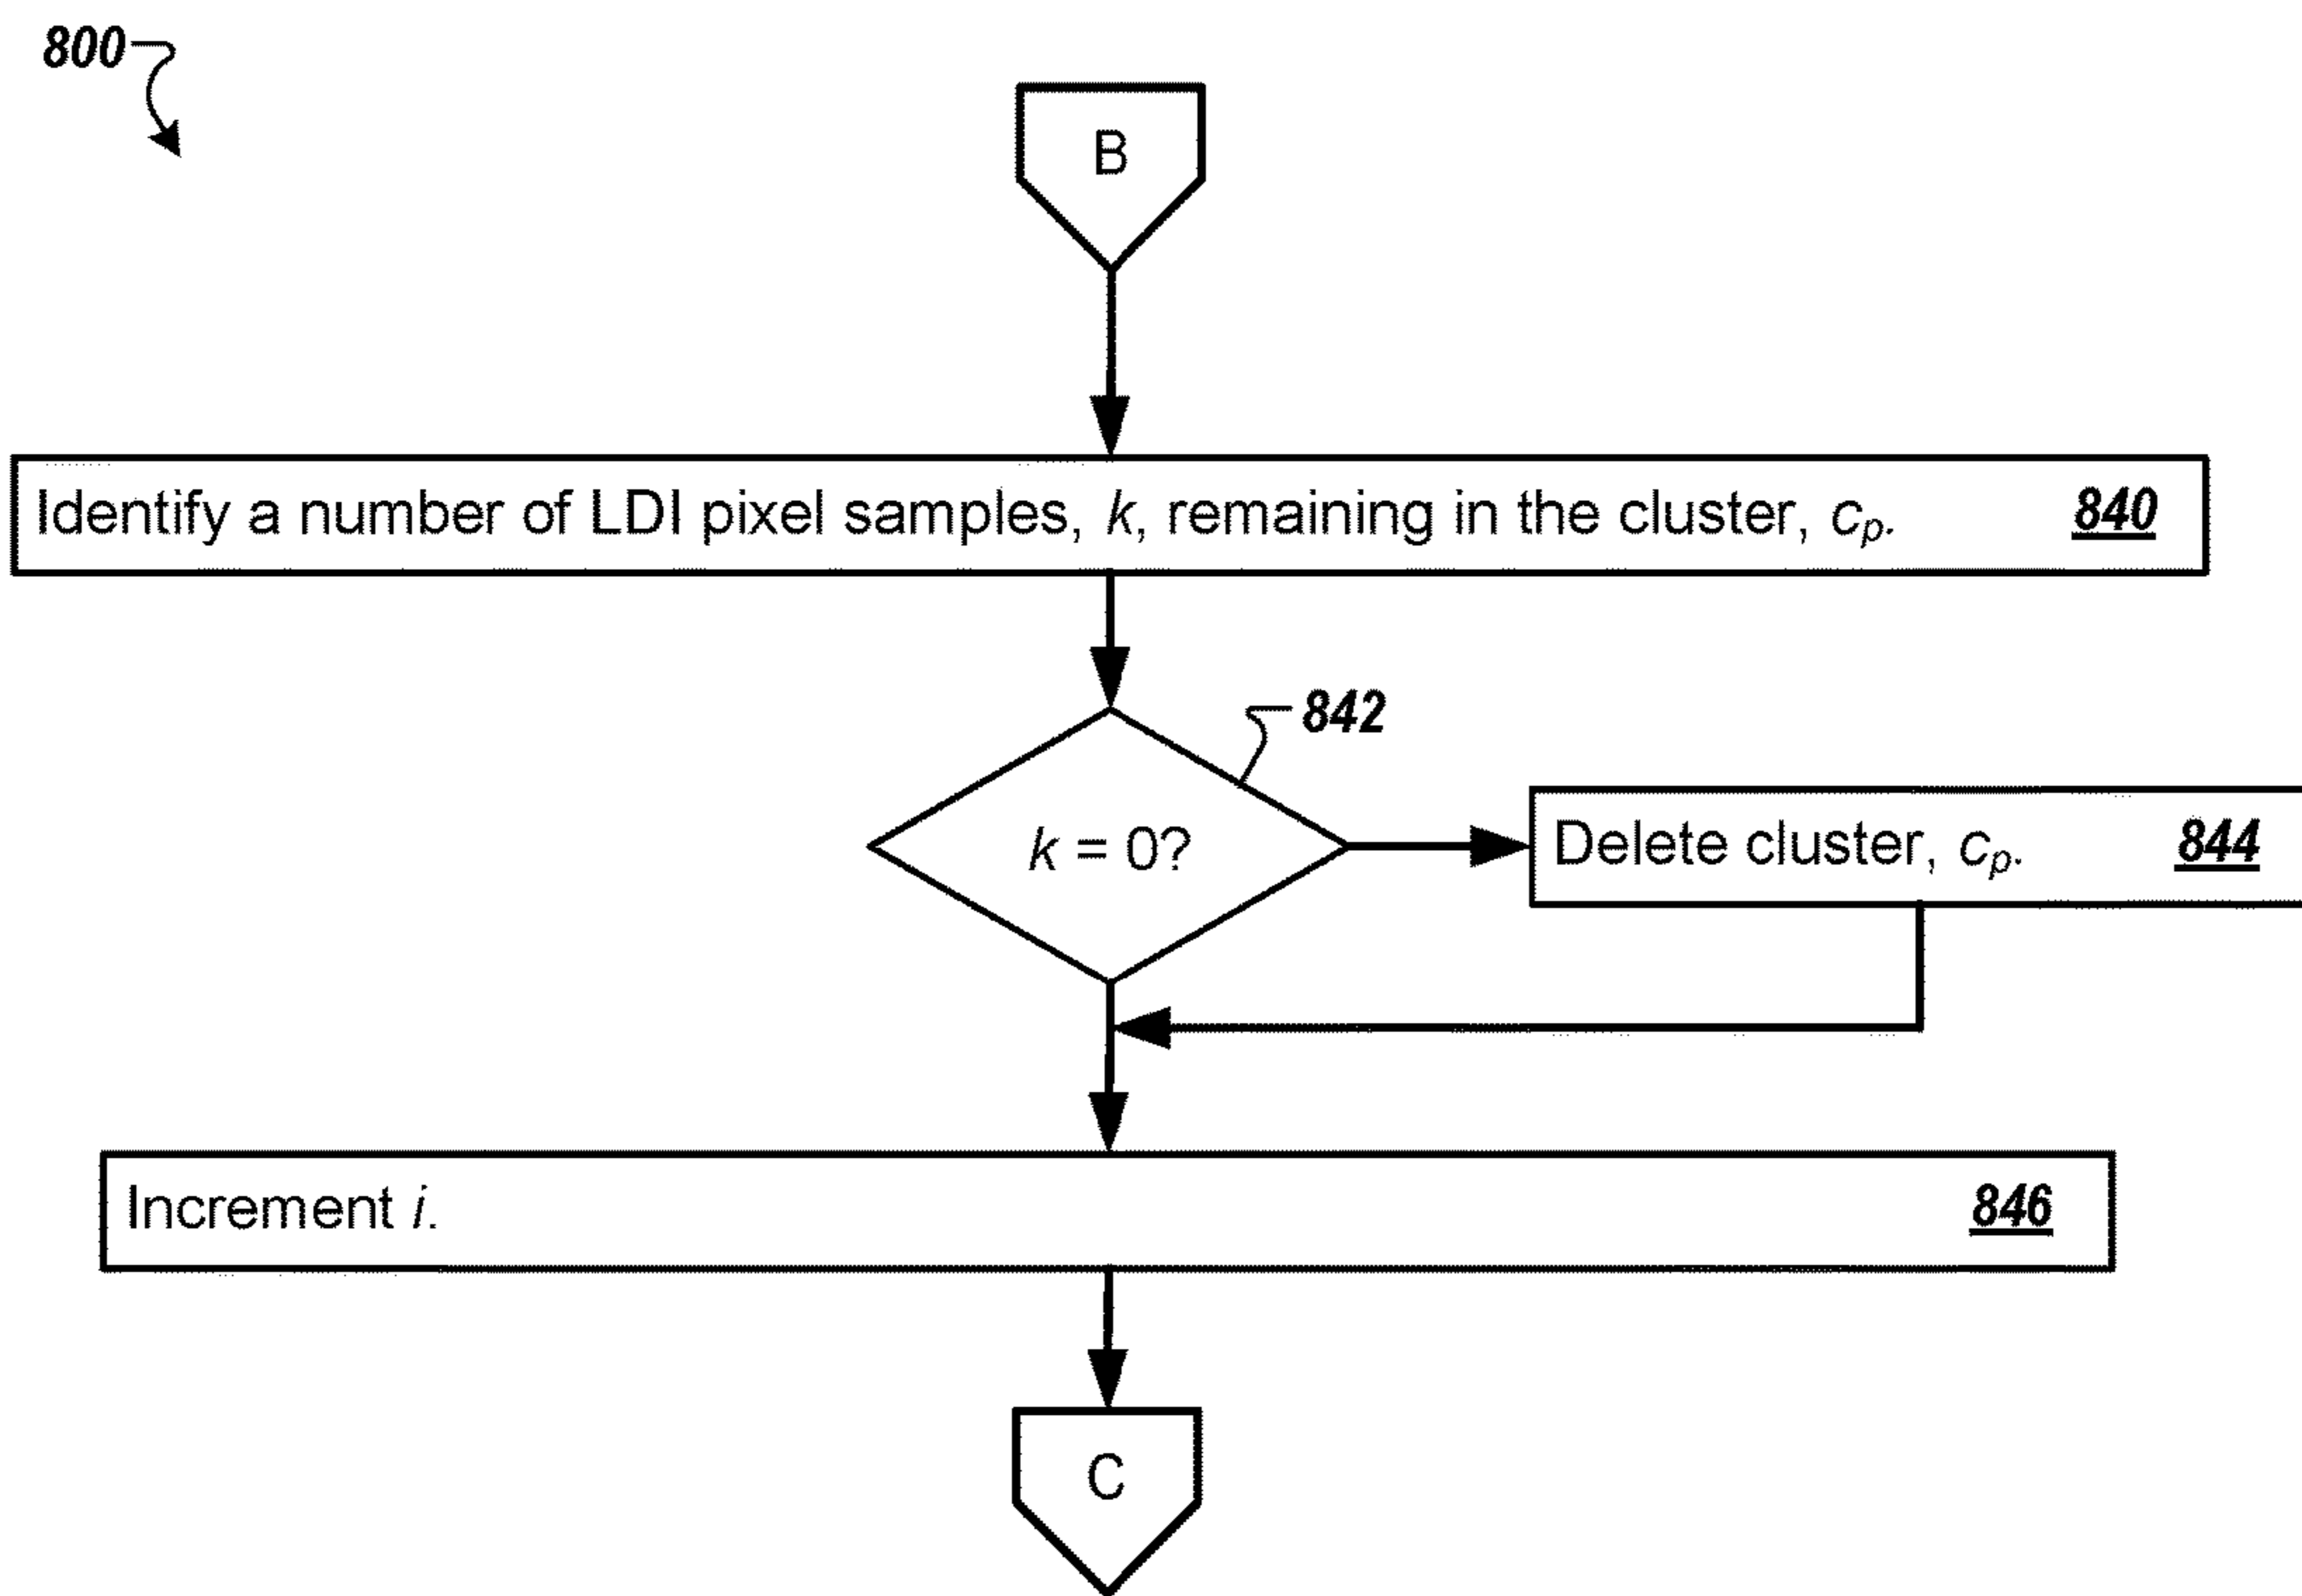 800
B
Identify a number of LDI pixel samples, k, remaining in the cluster, cp. 840
842
k = 0?
Delete cluster, cp. 844
Increment i. 846
C